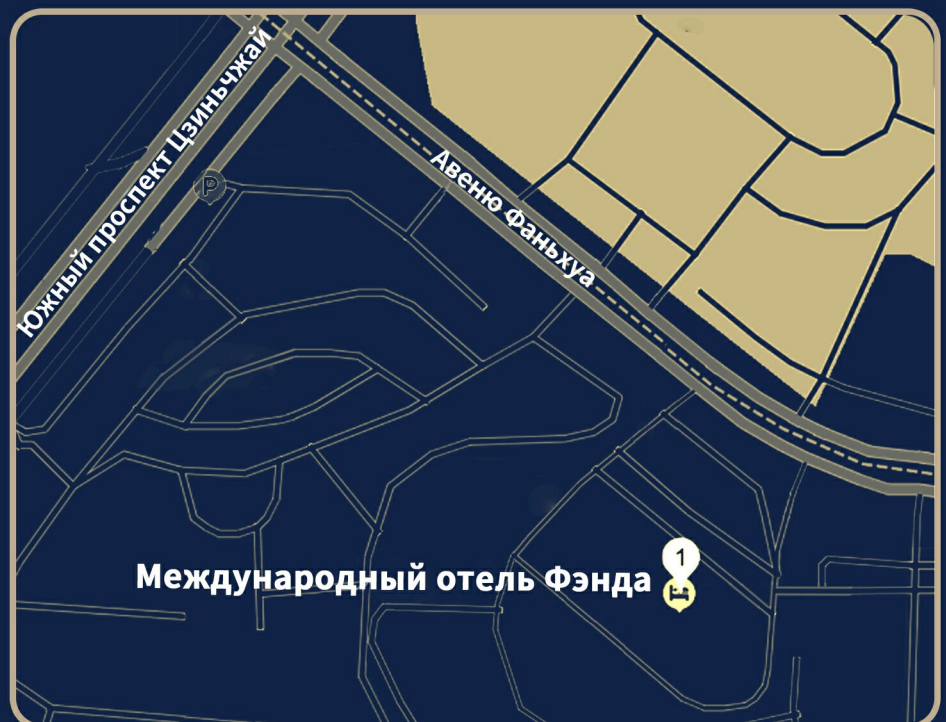 Южный проспект Цзиньчжай
Авеню Фаньхуа
P
1
Международный отель Фэнда